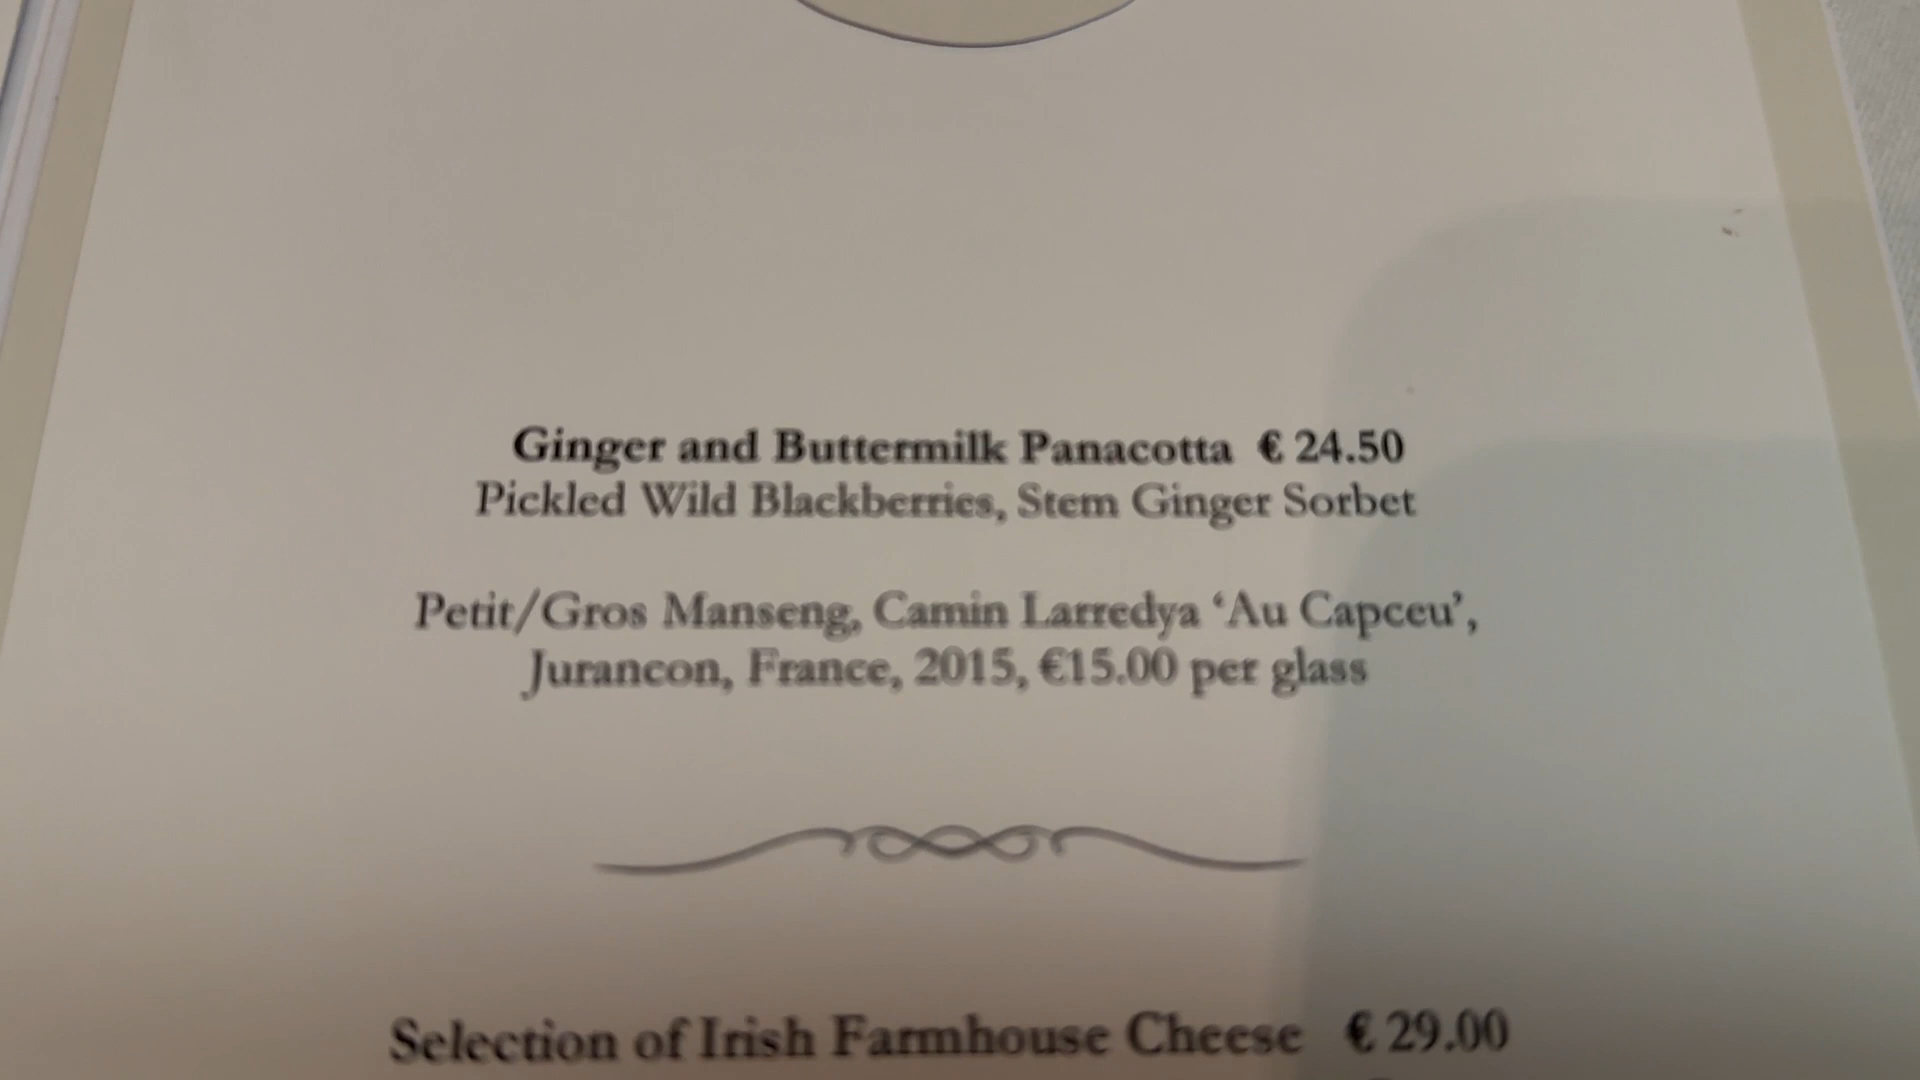 Ginger and Buttermilk Panacotta € 24.50
Pickled Wild Blackberries, Stem Ginger Sorbet
Petit/Gros Manseng, Camin Larredya ‘Au Capceu’,
Jurancon, France, 2015, €15.00 per glass
Selection of Irish Farmhouse Cheese € 29.00